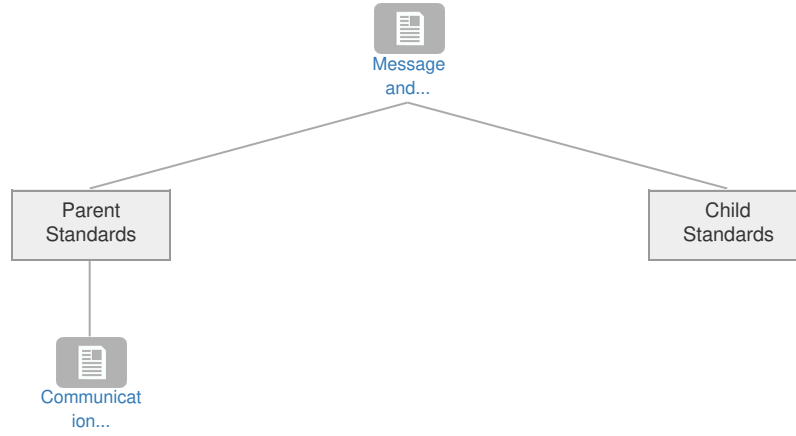 Message
and...
Parent
Standards
Child
Standards
Communicat
ion...